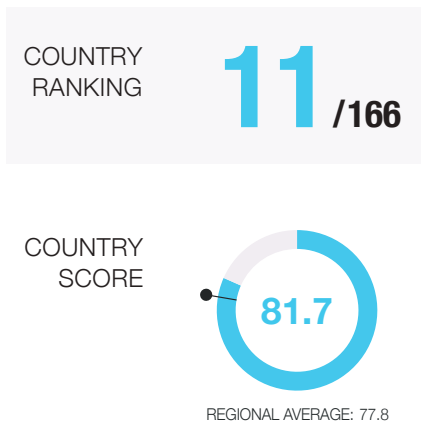 COUNTRY
RANKING
11 /166
COUNTRY
SCORE
81.7
REGIONAL AVERAGE: 77.8